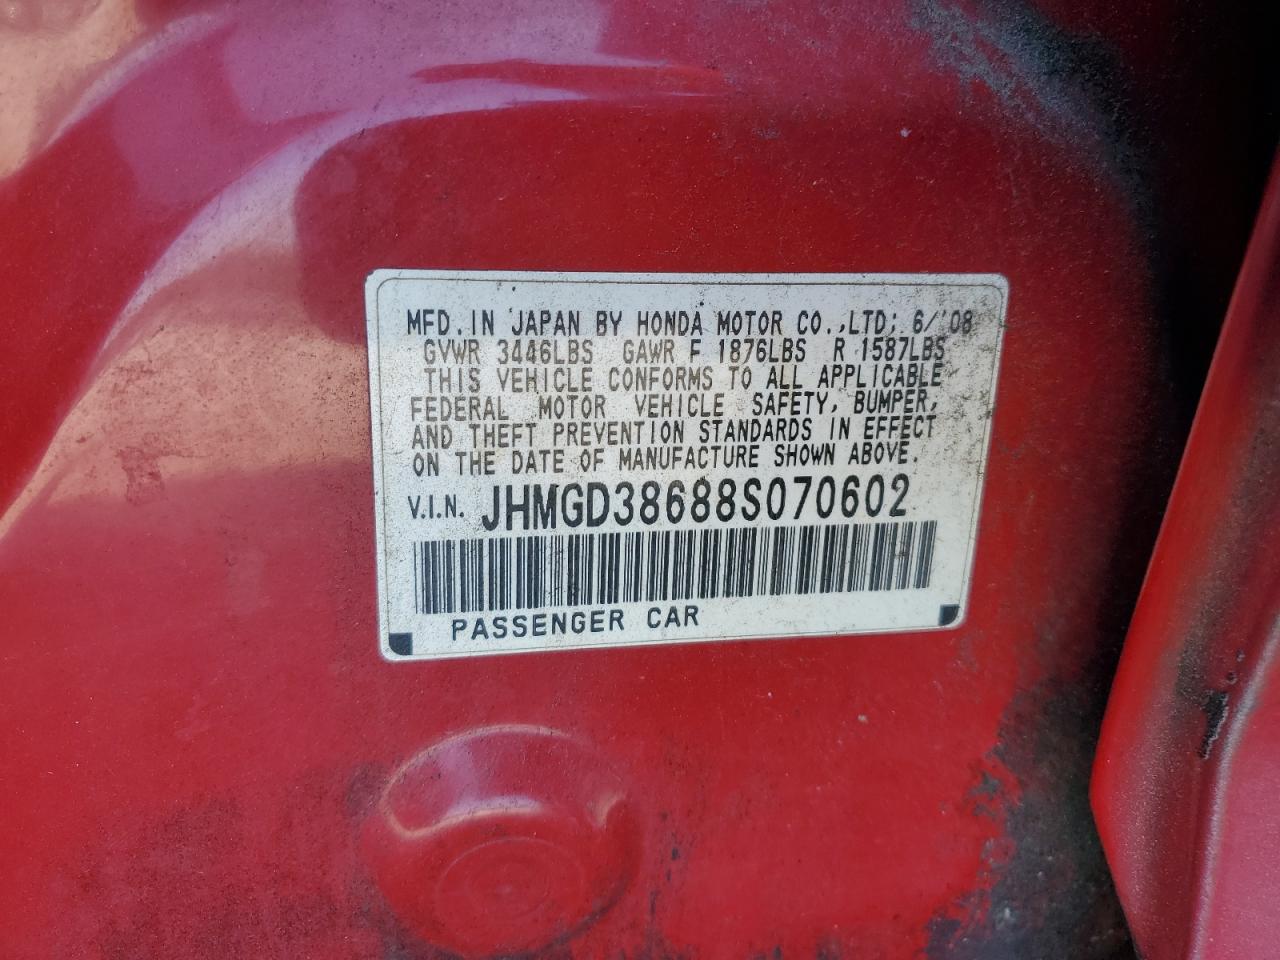 MFD. IN JAPAN BY HONDA MOTOR CO.,LTD; 6/'08
GVWR 3446LBS GAWR F 1876LBS R 1587LBS
THIS VEHICLE CONFORMS TO ALL APPLICABLE
FEDERAL MOTOR VEHICLE SAFETY, BUMPER,
AND THEFT PREVENTION STANDARDS IN EFFECT
ON THE DATE OF MANUFACTURE SHOWN ABOVE.
V.I.N. JHMGD38688S070602
PASSENGER CAR